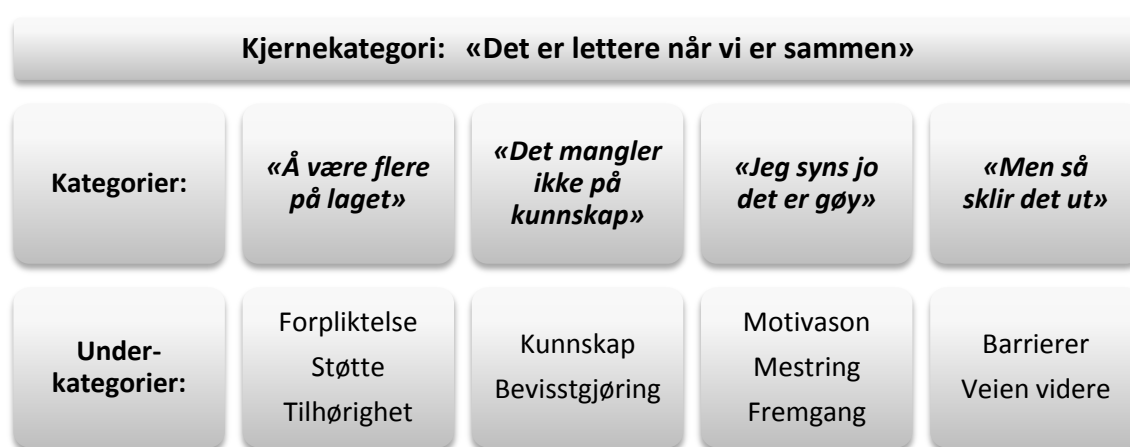 Kjernekategori: «Det er lettere når vi er sammen»
Kategorier:
«Å være flere
på laget»
«Det mangler
ikke på
kunnskap»
«Jeg syns jo
det er gøy»
«Men så
sklir det ut»
Under-
kategorier:
Forpliktelse
Støtte
Tilhørighet
Kunnskap
Bevisstgjøring
Motivason
Mestring
Fremgang
Barrierer
Veien videre